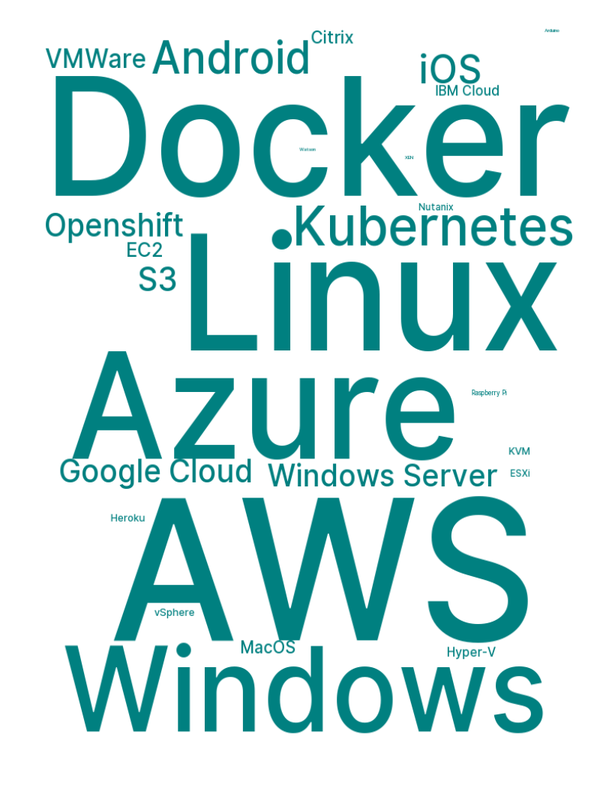 Arduino
Citrix
VMWare Android
iOS
IBM Cloud
Docker
Watson
Nutanix
Openshift Kubernetes
EC2
S3 Linux
Azure
Raspberry Pi
KVM
Google Cloud Windows Server ESXi
Heroku
AWS
vSphere
MacOS
Hyper-V
Windows